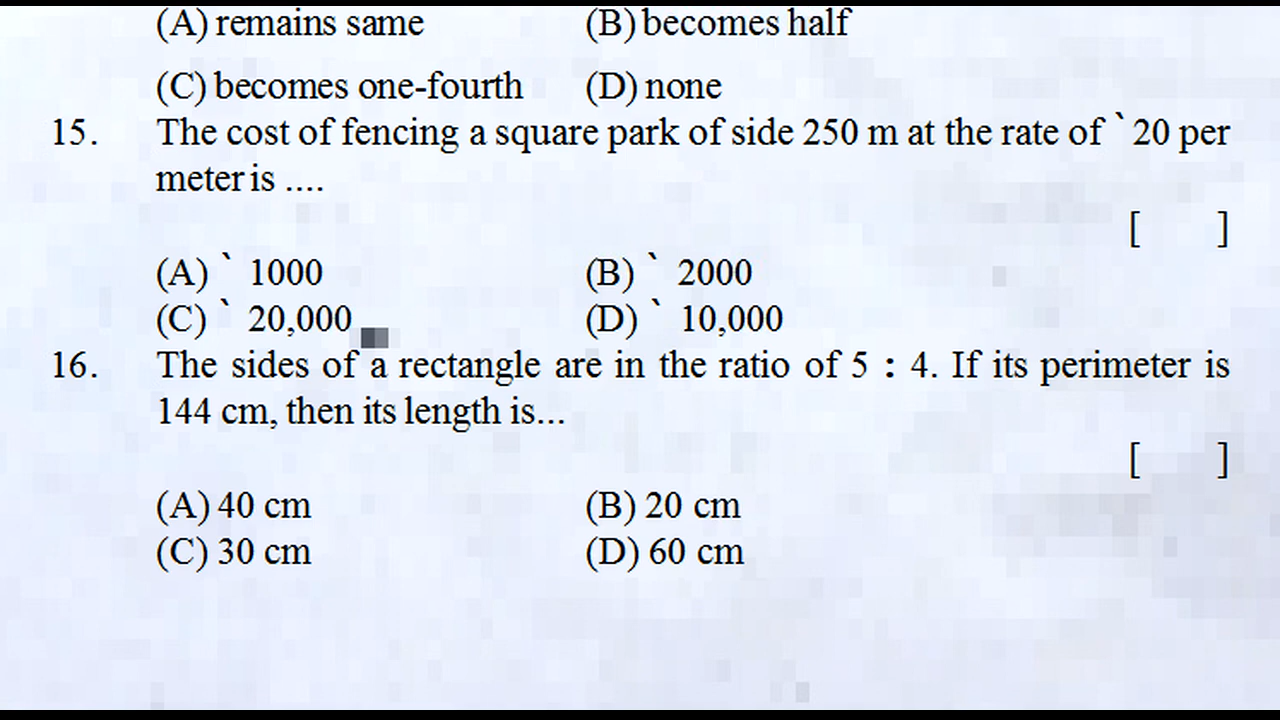 (A) remains same (B) becomes half
(C) becomes one-fourth (D) none
15. The cost of fencing a square park of side 250 m at the rate of `20 per
meter is ....
[ ]
(A) ` 1000 (B) ` 2000
(C) ` 20,000 (D) ` 10,000
16. The sides of a rectangle are in the ratio of 5 : 4. If its perimeter is
144 cm, then its length is...
[ ]
(A) 40 cm (B) 20 cm
(C) 30 cm (D) 60 cm